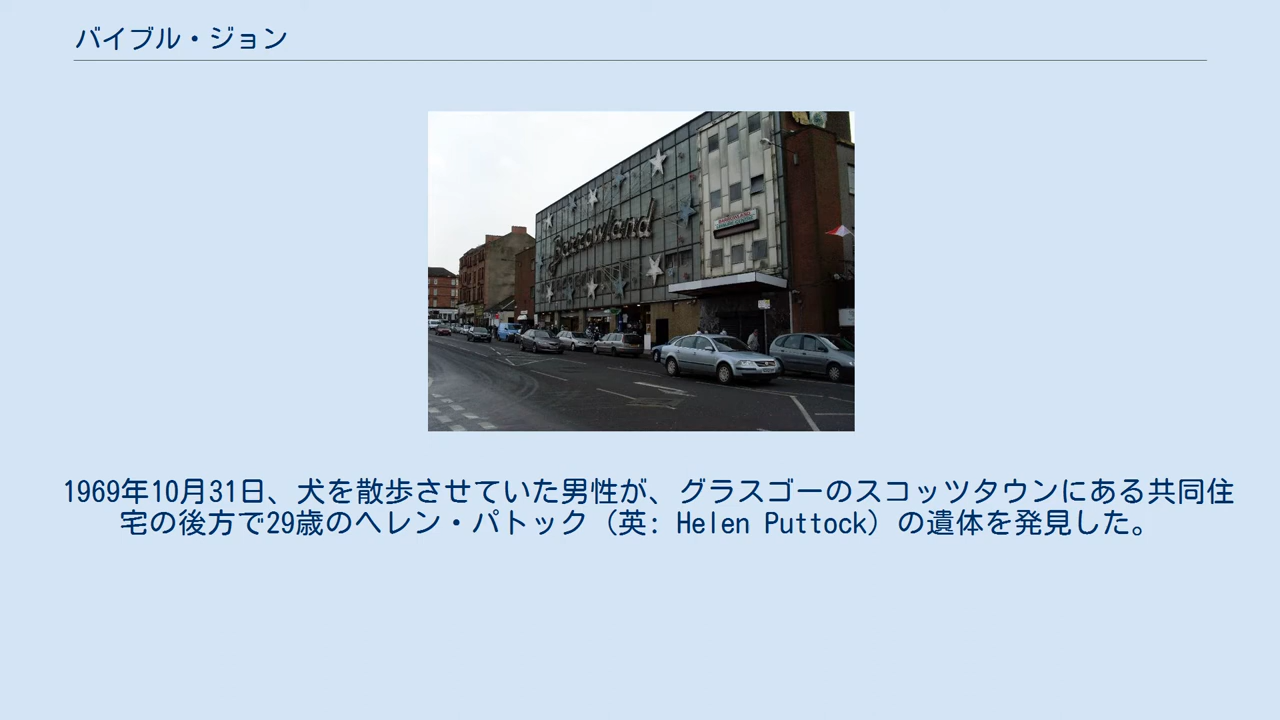 バイブル・ジョン
Barrowland
1969年10月31日、犬を散歩させていた男性が、グラスゴーのスコッツタウンにある共同住
宅の後方で29歳のヘレン・パトック（英: Helen Puttock）の遺体を発見した。